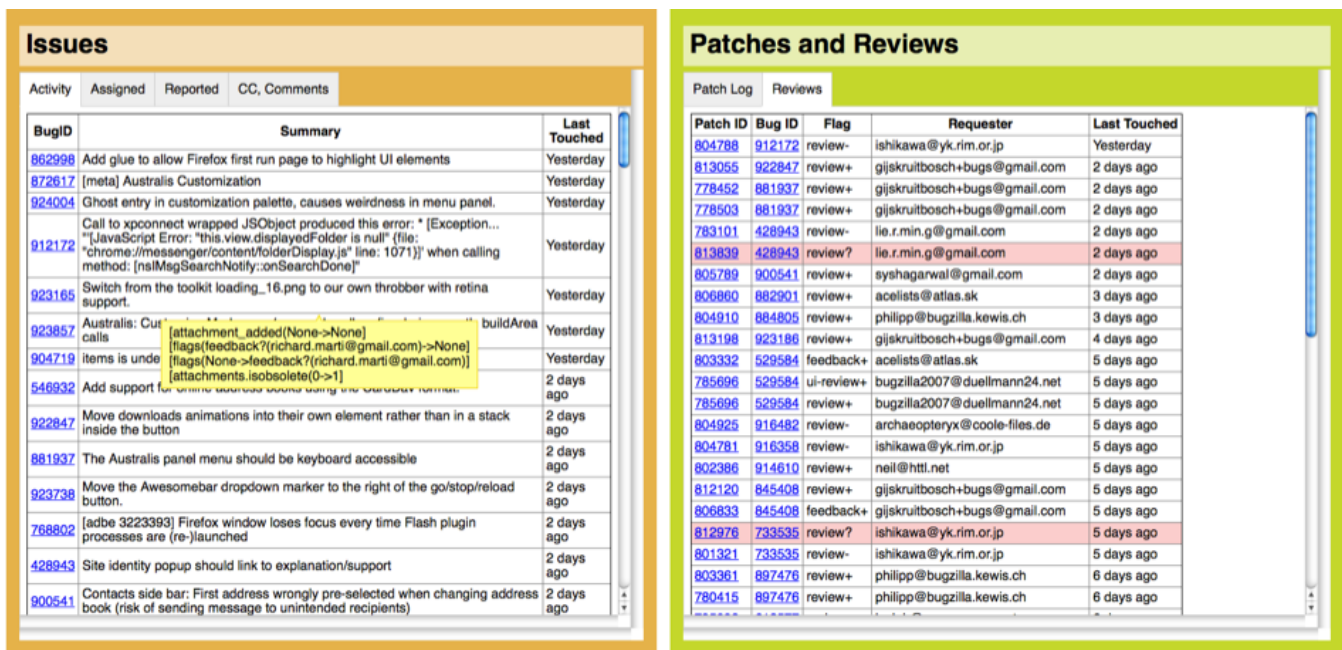 Issues
Activity Assigned Reported CC, Comments
BugID Summary Last Touched
862998 Add glue to allow Firefox first run page to highlight UI elements Yesterday
872617 [meta] Australis Customization Yesterday
924004 Ghost entry in customization palette, causes weirdness in menu panel. Yesterday
912172 Call to xpconnect wrapped JSObject produced this error: * [Exception...
"'[JavaScript Error: "this.view.displayedFolder is null" {file:
"chrome://messenger/content/folderDisplay.js" line: 1071}]' when calling
method: [nsIMsgSearchNotify::onSearchDone]" Yesterday
923165 Switch from the toolkit loading_16.png to our own throbber with retina
support. Yesterday
923857 Australis: buildArea
calls Yesterday
[attachment_added(None->None]
[flags(feedback?(richard.marti@gmail.com)->None]
[flags(None->feedback?(richard.marti@gmail.com)]
[attachments.isobsolete(0->1]
904719 items is unde Yesterday
546932 Add support 2 days
ago
922847 Move downloads animations into their own element rather than in a stack
inside the button 2 days
ago
881937 The Australis panel menu should be keyboard accessible 2 days
ago
923738 Move the Awesomebar dropdown marker to the right of the go/stop/reload
button. 2 days
ago
768802 [adbe 3223393] Firefox window loses focus every time Flash plugin
processes are (re-)launched 2 days
ago
428943 Site identity popup should link to explanation/support 2 days
ago
900541 Contacts side bar: First address wrongly pre-selected when changing address
book (risk of sending message to unintended recipients) 2 days
ago
Patches and Reviews
Patch Log Reviews
Patch ID Bug ID Flag Requester Last Touched
804788 912172 review- ishikawa@yk.rim.or.jp Yesterday
813055 922847 review+ gijskruitbosch+bugs@gmail.com 2 days ago
778452 881937 review+ gijskruitbosch+bugs@gmail.com 2 days ago
778503 881937 review+ gijskruitbosch+bugs@gmail.com 2 days ago
783101 428943 review- lie.r.min.g@gmail.com 2 days ago
813839 428943 review? lie.r.min.g@gmail.com 2 days ago
805789 900541 review+ syshagarwal@gmail.com 2 days ago
806860 882901 review+ acelists@atlas.sk 3 days ago
804910 884805 review+ philipp@bugzilla.kewis.ch 3 days ago
813198 923186 review+ gijskruitbosch+bugs@gmail.com 4 days ago
803332 529584 feedback+ acelists@atlas.sk 5 days ago
785696 529584 ui-review+ bugzilla2007@duellmann24.net 5 days ago
785696 529584 review+ bugzilla2007@duellmann24.net 5 days ago
804925 916482 review- archaeopteryx@coole-files.de 5 days ago
804781 916358 review- ishikawa@yk.rim.or.jp 5 days ago
802386 914610 review+ neil@httl.net 5 days ago
812120 845408 review+ gijskruitbosch+bugs@gmail.com 5 days ago
806833 845408 feedback+ gijskruitbosch+bugs@gmail.com 5 days ago
812976 733535 review? ishikawa@yk.rim.or.jp 5 days ago
801321 733535 review- ishikawa@yk.rim.or.jp 5 days ago
803361 897476 review+ philipp@bugzilla.kewis.ch 6 days ago
780415 897476 review+ philipp@bugzilla.kewis.ch 6 days ago